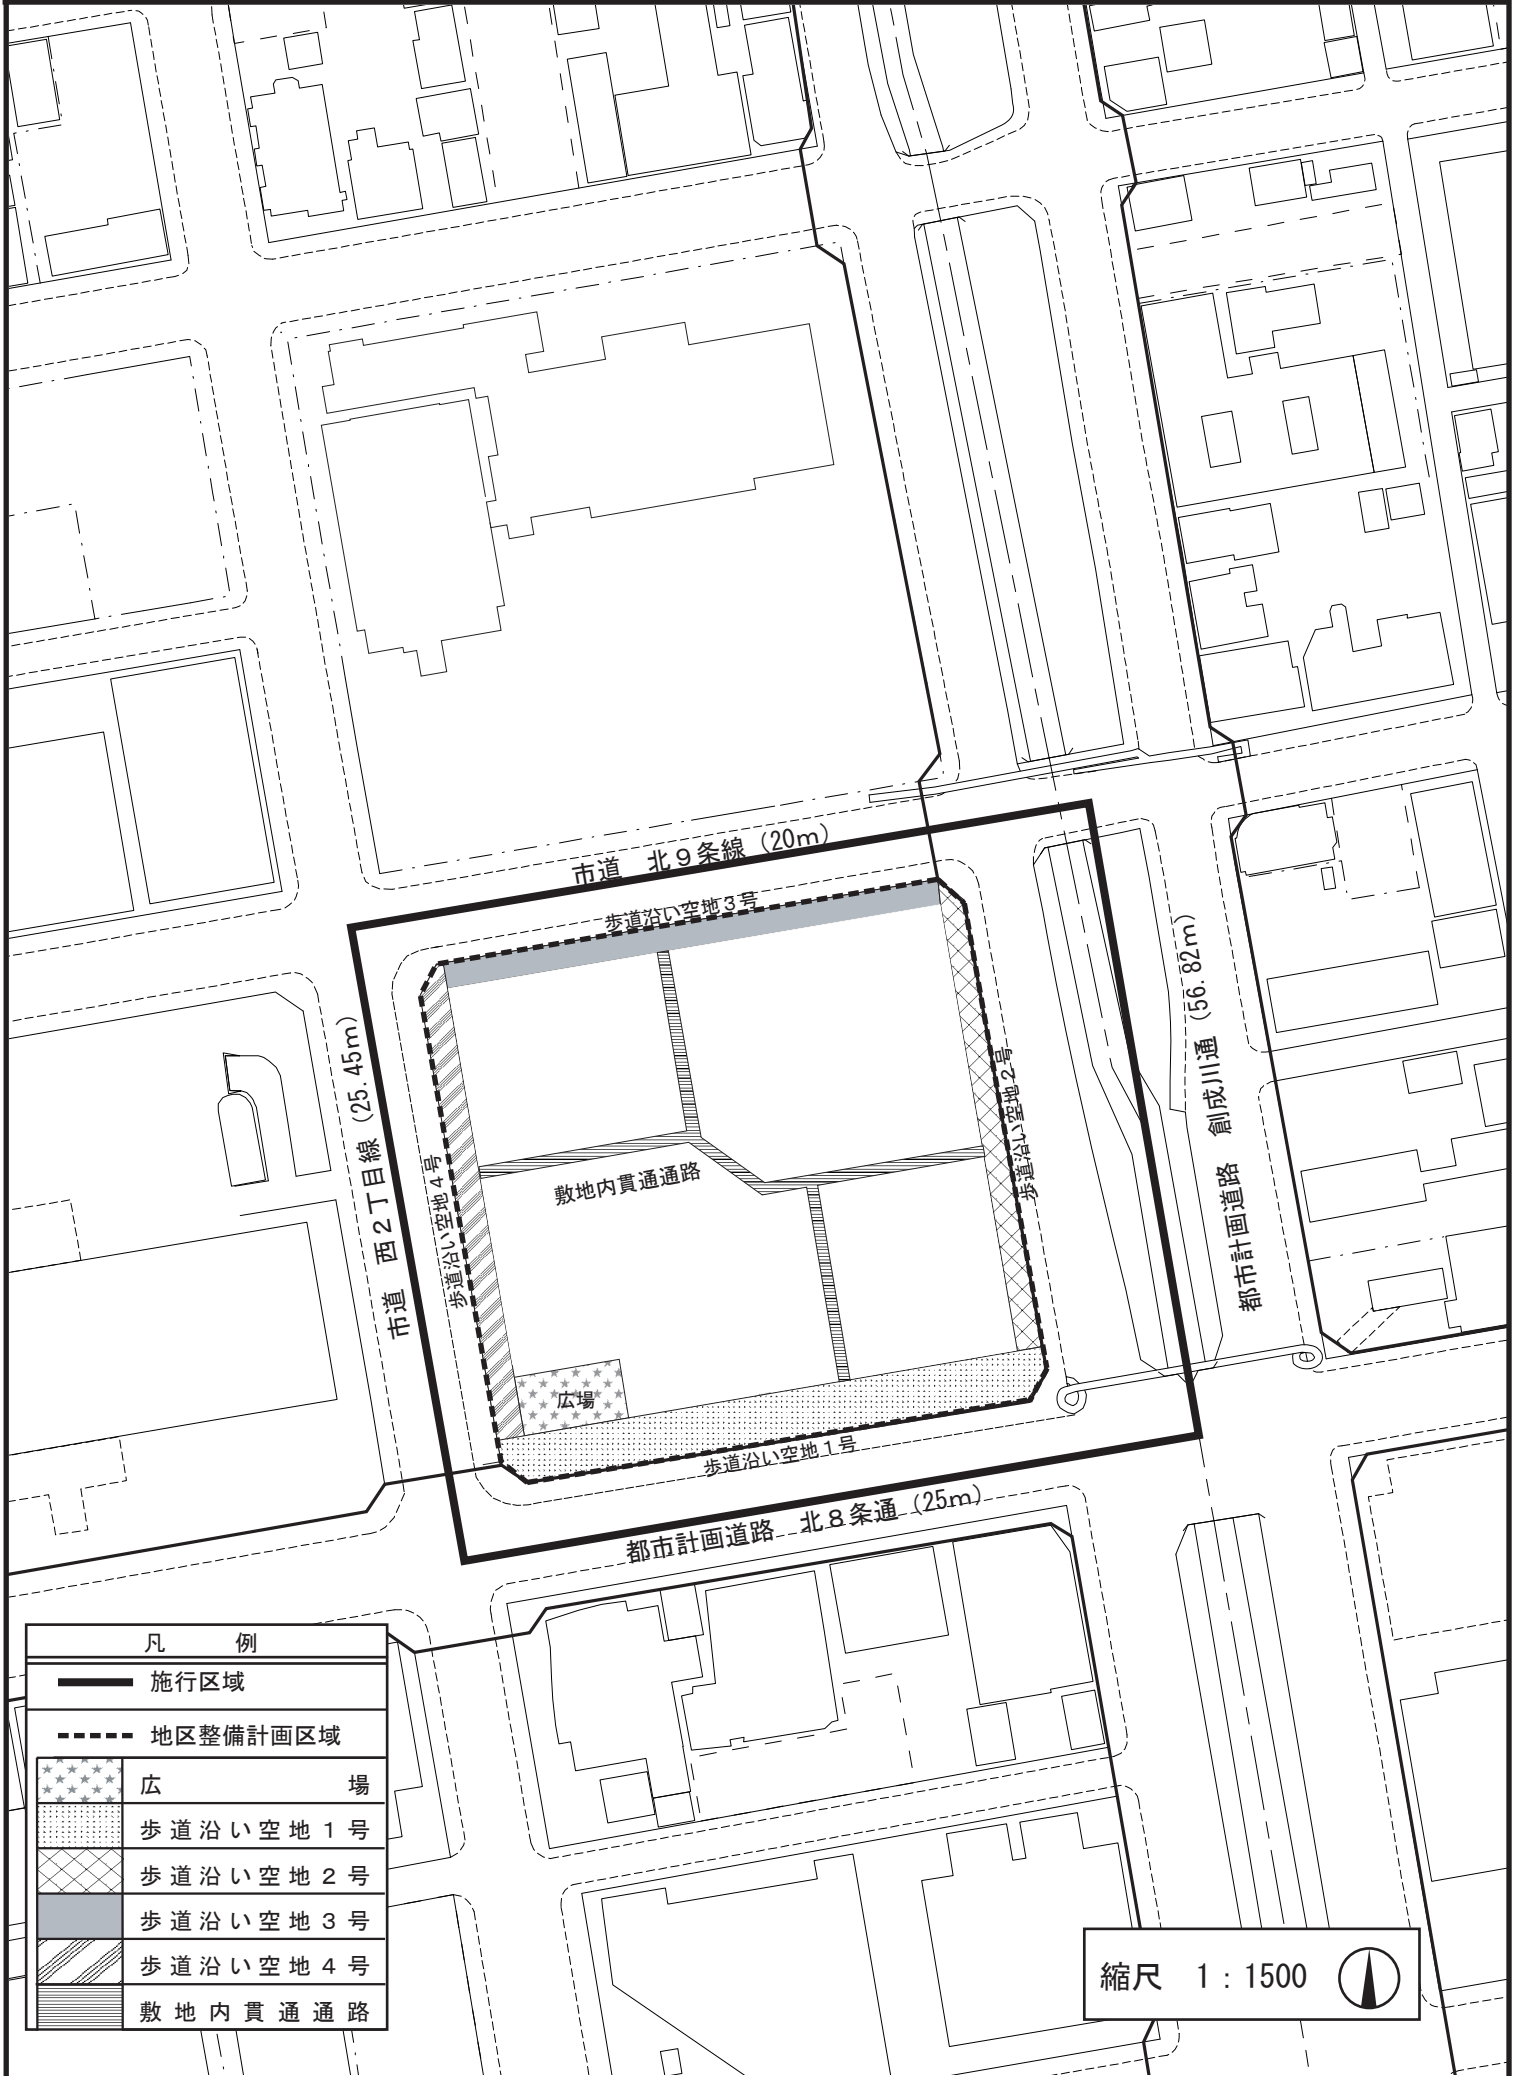 市道　北９条線（20m）
歩道沿い空地３号
市道　西２丁目線（25.45m）
歩道沿い空地４号
歩道沿い空地２号
都市計画道路　創成川通（56.82m）
敷地内貫通通路
広場
歩道沿い空地１号
都市計画道路　北８条通（25m）
凡　例
施行区域
地区整備計画区域
広　場
歩道沿い空地１号
歩道沿い空地２号
歩道沿い空地３号
歩道沿い空地４号
敷地内貫通通路
縮尺　1：1500